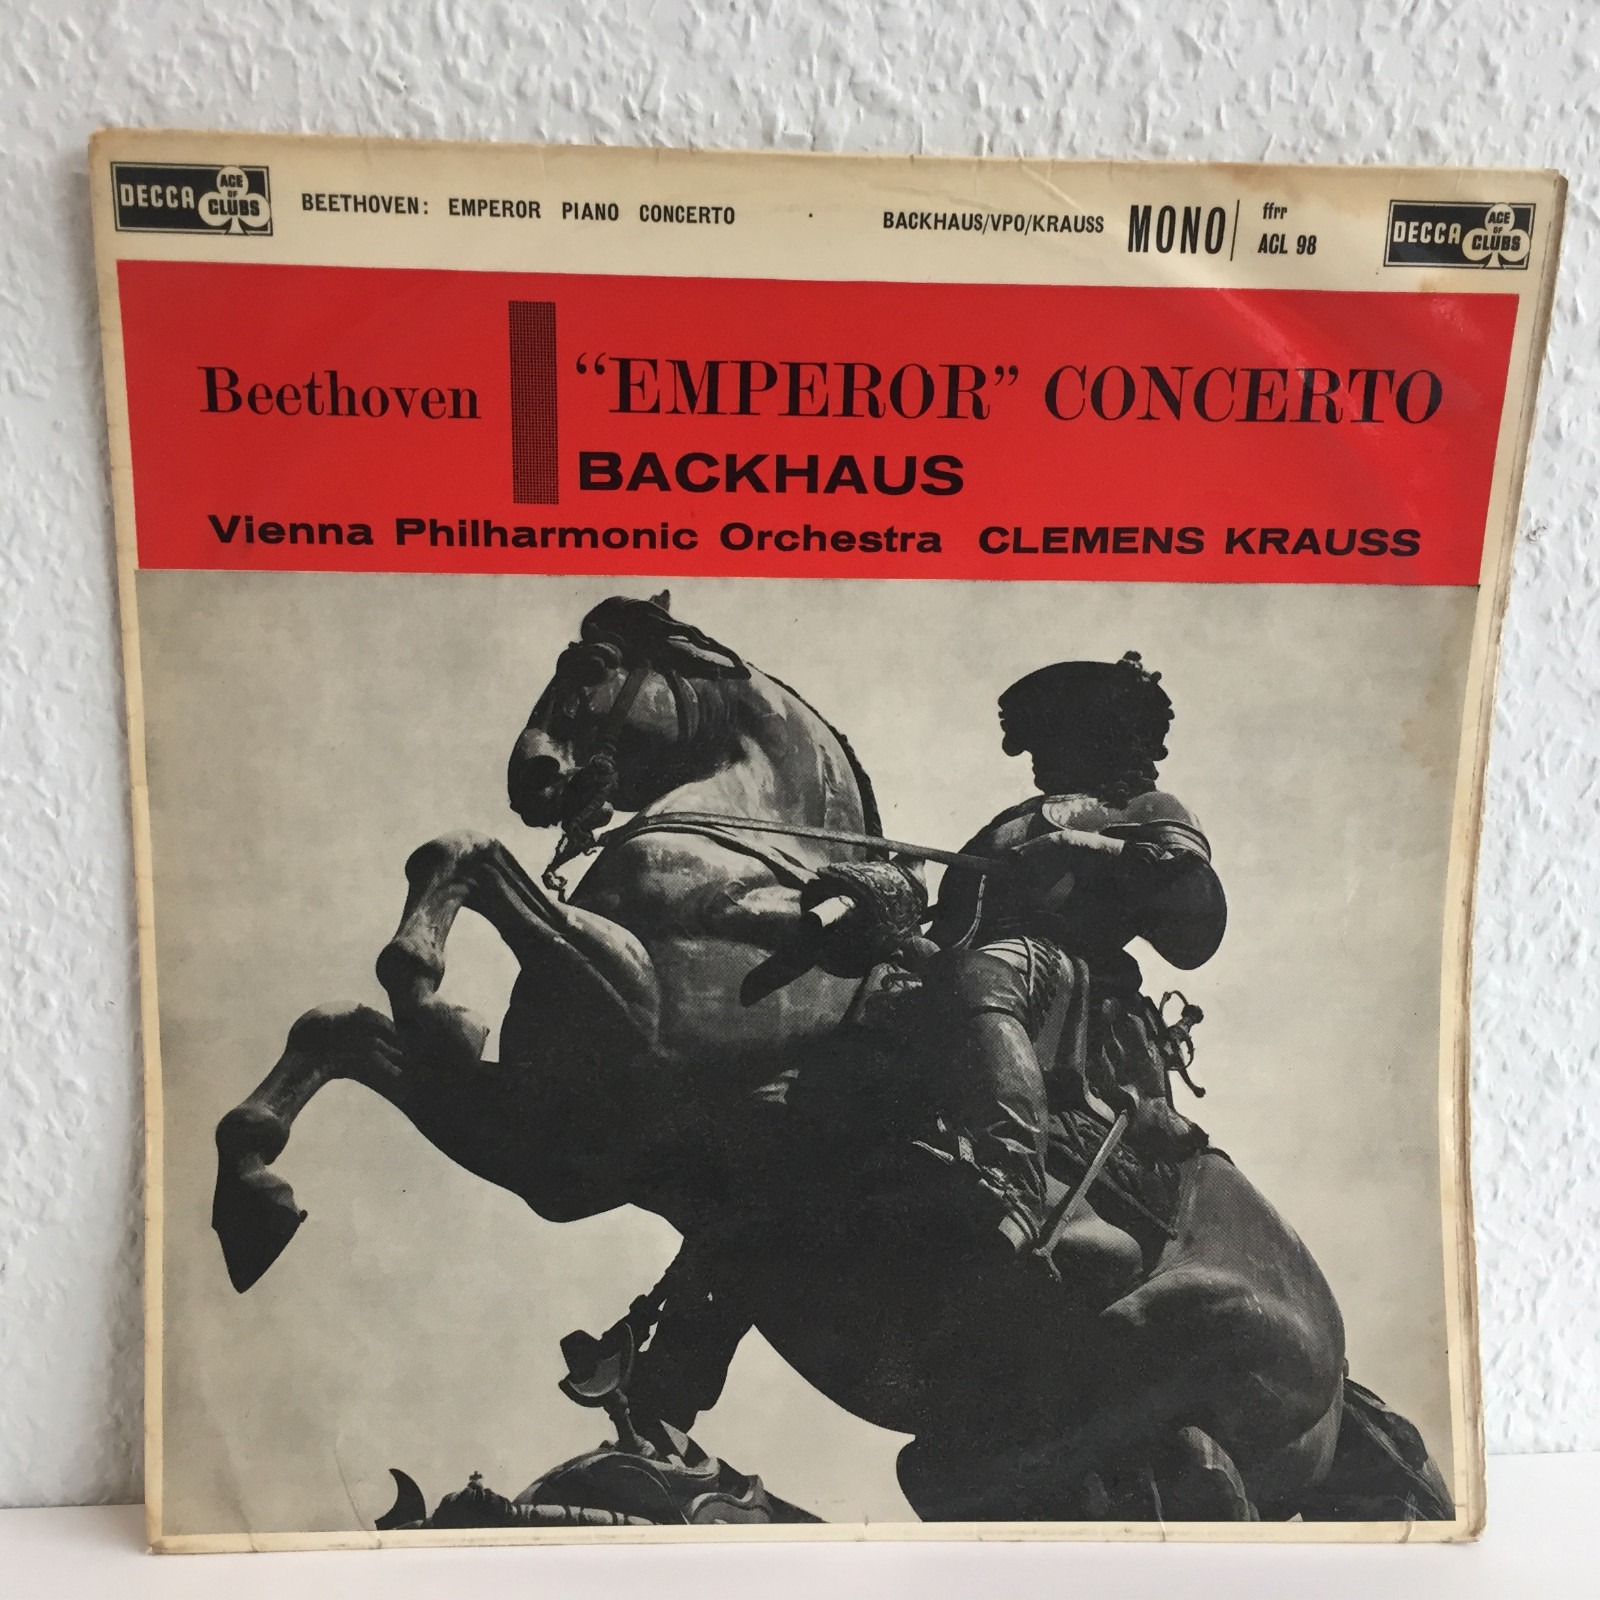 DECCA ACE OF CLUBS BEETHOVEN: EMPEROR PIANO CONCERTO BACKHAUS/VPO/KRAUSS MONO ffrr ACL 98 DECCA ACE OF CLUBS
Beethoven “EMPEROR” CONCERTO
BACKHAUS
Vienna Philharmonic Orchestra CLEMENS KRAUSS